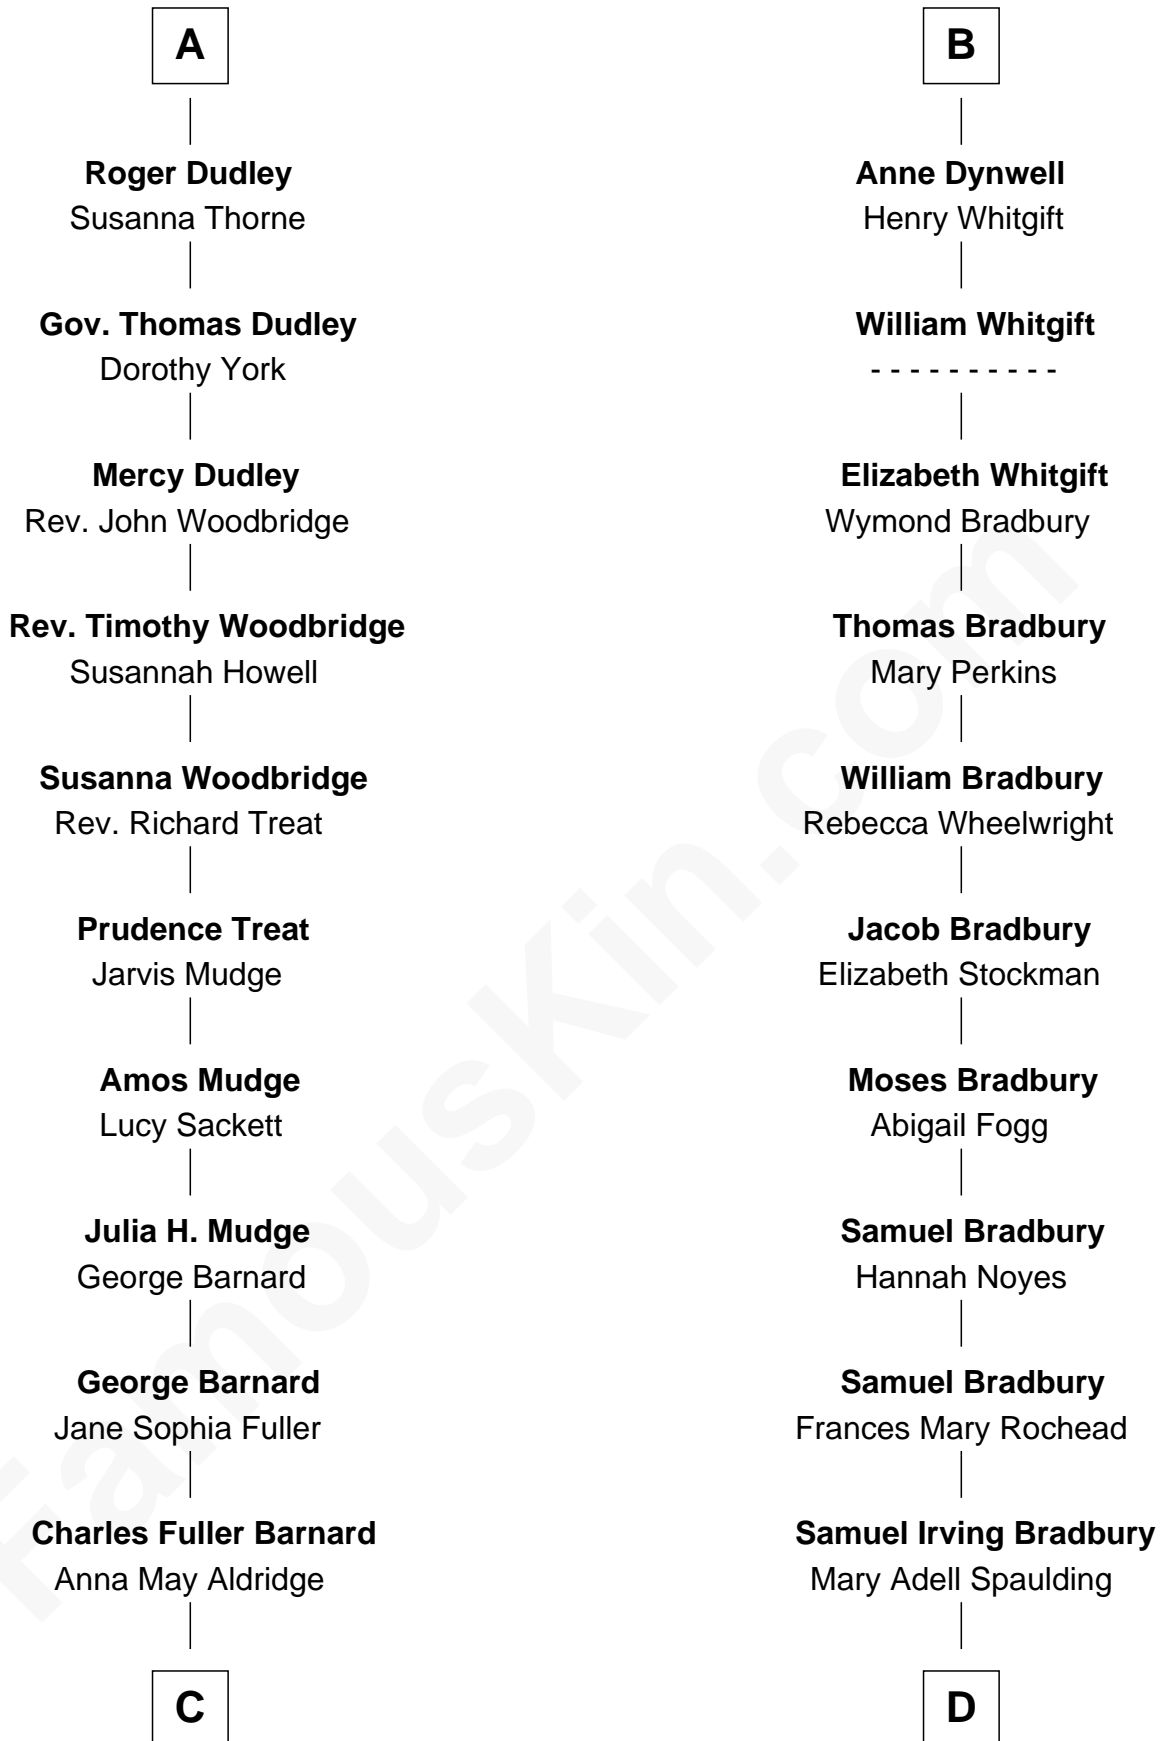 A
Roger Dudley
Susanna Thorne
Gov. Thomas Dudley
Dorothy York
Mercy Dudley
Rev. John Woodbridge
Rev. Timothy Woodbridge
Susannah Howell
Susanna Woodbridge
Rev. Richard Treat
Prudence Treat
Jarvis Mudge
Amos Mudge
Lucy Sackett
Julia H. Mudge
George Barnard
George Barnard
Jane Sophia Fuller
Charles Fuller Barnard
Anna May Aldridge
C
B
Anne Dynwell
Henry Whitgift
William Whitgift
- - - - - - - - - -
Elizabeth Whitgift
Wymond Bradbury
Thomas Bradbury
Mary Perkins
William Bradbury
Rebecca Wheelwright
Jacob Bradbury
Elizabeth Stockman
Moses Bradbury
Abigail Fogg
Samuel Bradbury
Hannah Noyes
Samuel Bradbury
Frances Mary Rochead
Samuel Irving Bradbury
Mary Adell Spaulding
D
FamousKin.com